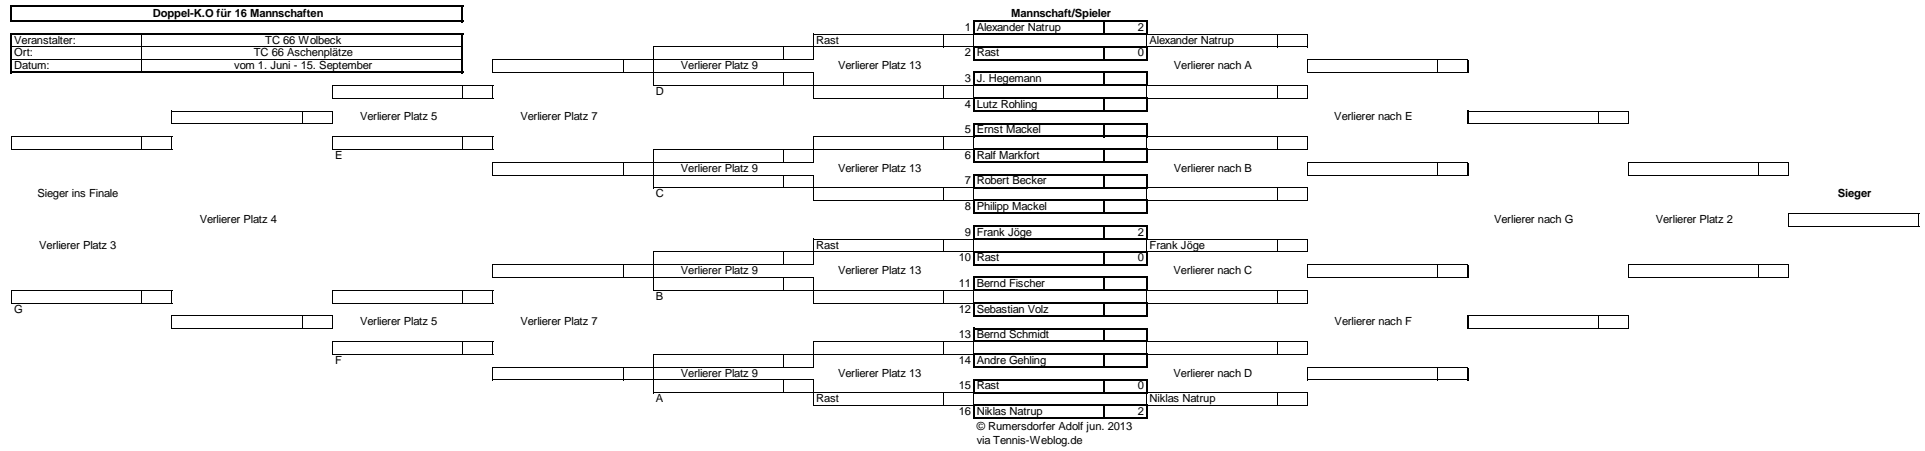 Doppel-K.O für 16 Mannschaften
Mannschaft/Spieler
1 Alexander Natrup 2
Veranstalter: TC 66 Wolbeck
Rast
Alexander Natrup
Ort: TC 66 Aschenplätze
2 Rast 0
Datum: vom 1. Juni - 15. September
Verlierer Platz 9
Verlierer Platz 13
Verlierer nach A
3 J. Hegemann
D
4 Lutz Rohling
Verlierer Platz 5
Verlierer Platz 7
Verlierer nach E
5 Ernst Mackel
E
6 Ralf Markfort
Verlierer Platz 9
Verlierer Platz 13
Verlierer nach B
7 Robert Becker
Sieger ins Finale
C
Sieger
8 Philipp Mackel
Verlierer Platz 4
Verlierer nach G
Verlierer Platz 2
9 Frank Jöge 2
Verlierer Platz 3
Rast
Frank Jöge
10 Rast 0
Verlierer Platz 9
Verlierer Platz 13
Verlierer nach C
11 Bernd Fischer
B
G
12 Sebastian Volz
Verlierer Platz 5
Verlierer Platz 7
Verlierer nach F
13 Bernd Schmidt
F
14 Andre Gehling
Verlierer Platz 9
Verlierer Platz 13
Verlierer nach D
15 Rast 0
A
Rast
Niklas Natrup
16 Niklas Natrup 2
© Rumersdorfer Adolf jun. 2013
via Tennis-Weblog.de